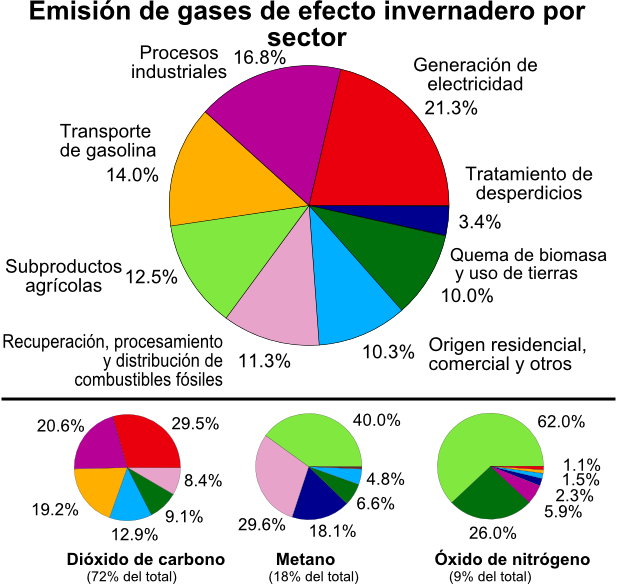 Emisión de gases de efecto invernadero por
sector
Procesos
industriales
16.8%
Generación de
electricidad
21.3%
Transporte
de gasolina
14.0%
Tratamiento de
desperdicios
3.4%
Subproductos
agrícolas
12.5%
Quema de biomasa
y uso de tierras
10.0%
Recuperación, procesamiento
y distribución de
combustibles fósiles
11.3%
10.3%
Origen residencial,
comercial y otros
20.6%
29.5%
8.4%
19.2%
12.9%
9.1%
Dióxido de carbono
(72% del total)
40.0%
4.8%
6.6%
29.6%
18.1%
Metano
(18% del total)
62.0%
1.1%
1.5%
2.3%
5.9%
26.0%
Óxido de nitrógeno
(9% del total)